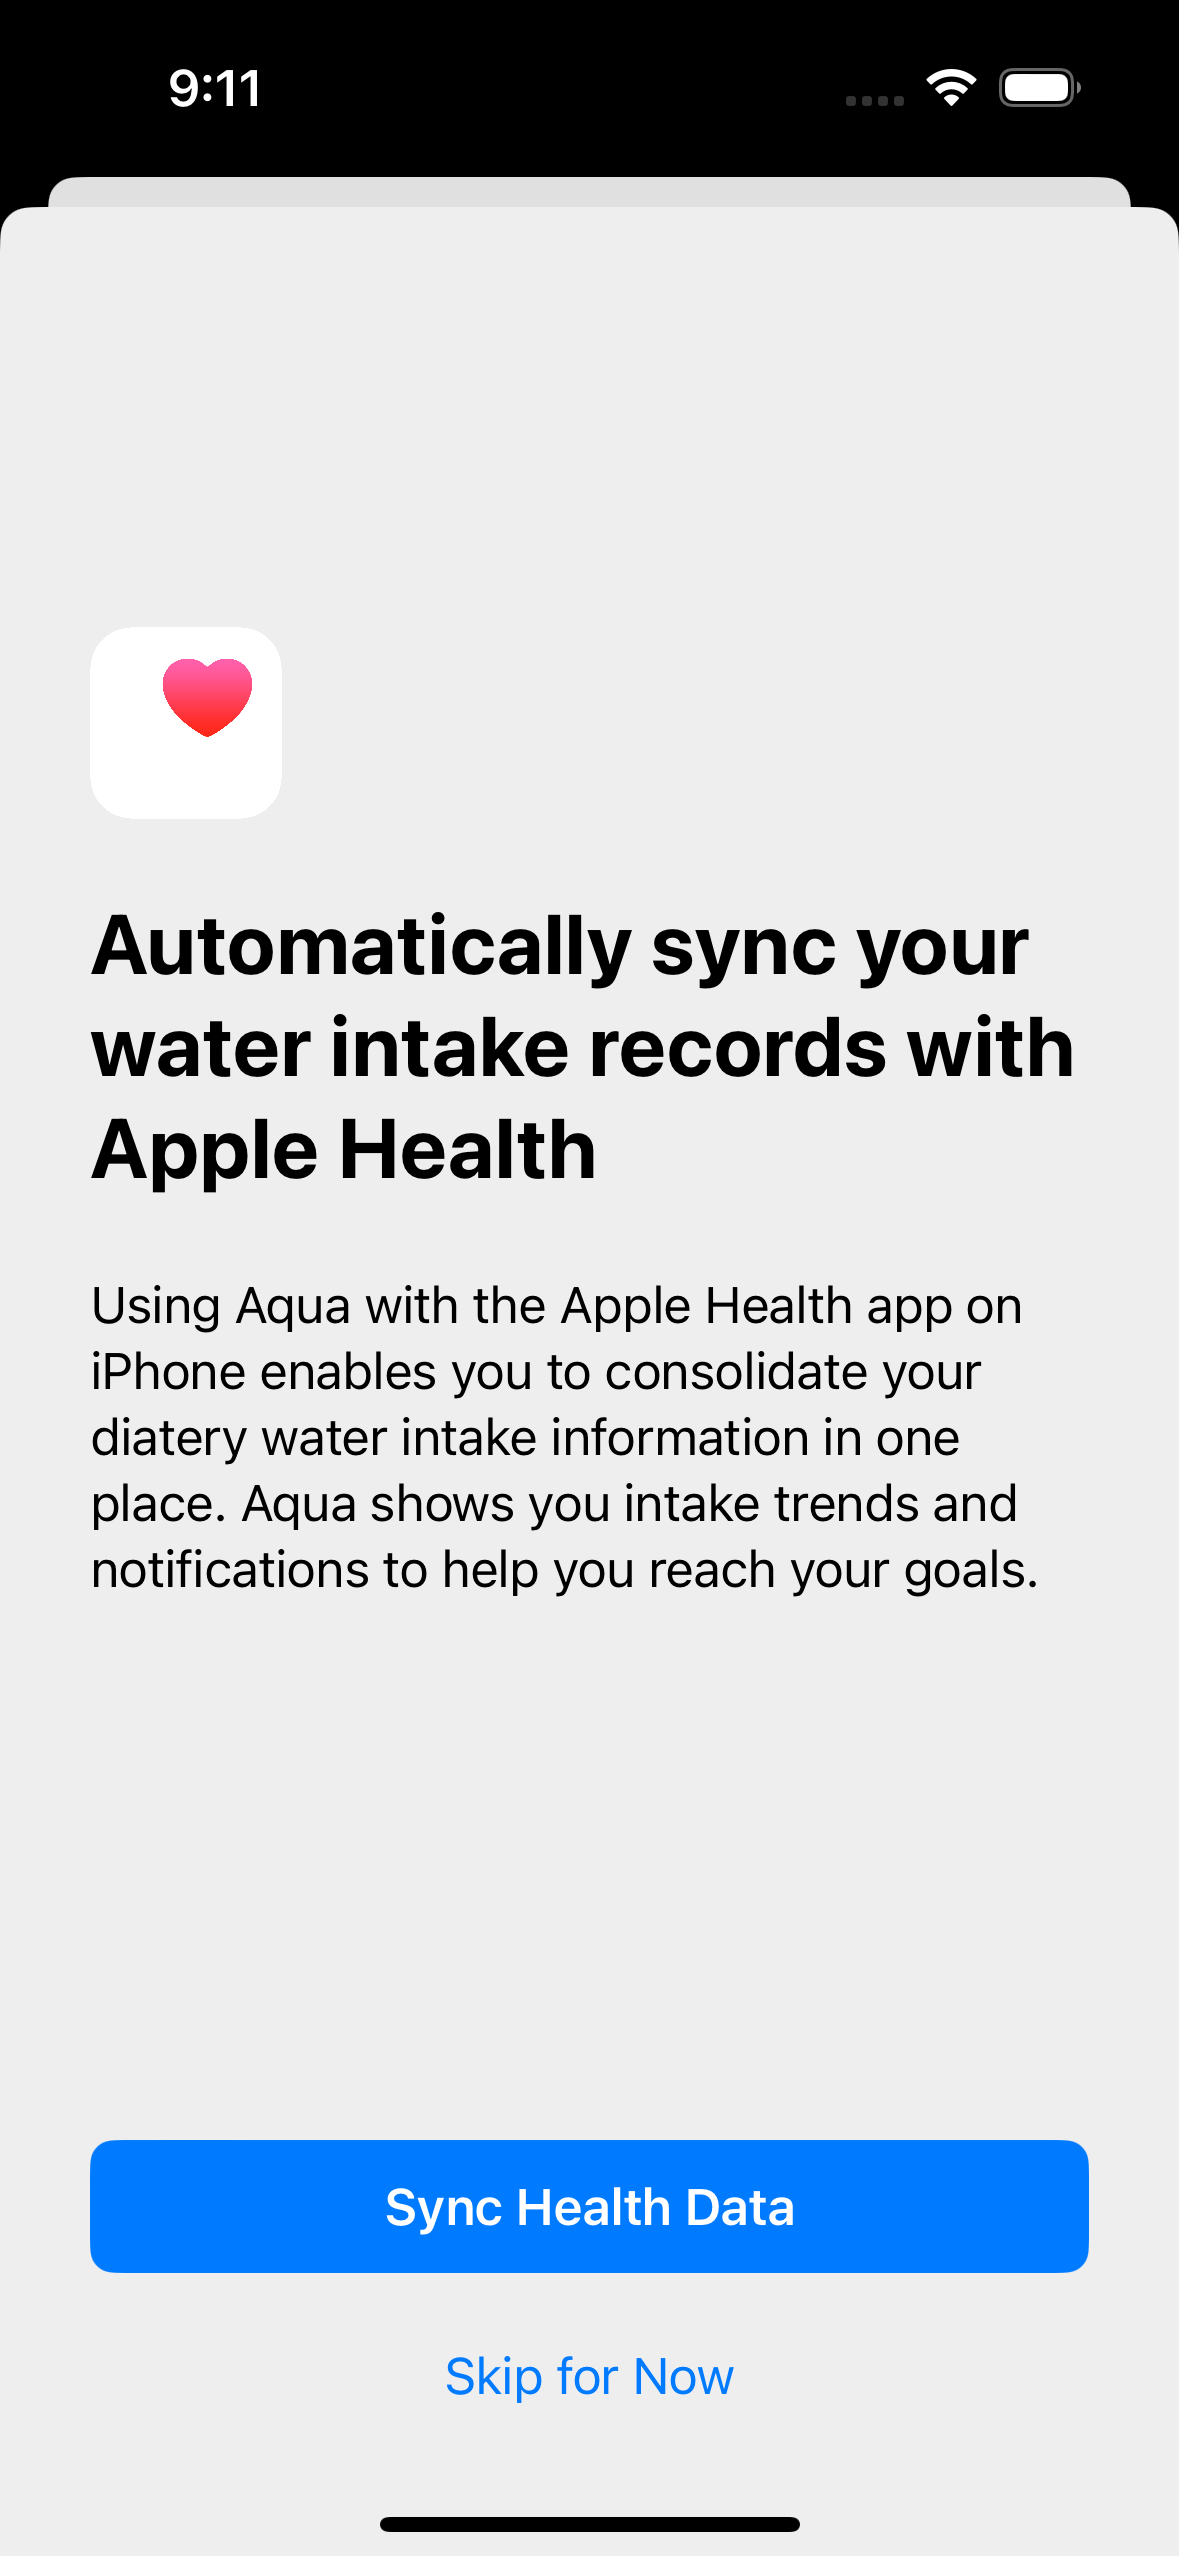 9:11
Automatically sync your
water intake records with
Apple Health
Using Aqua with the Apple Health app on
iPhone enables you to consolidate your
diatery water intake information in one
place. Aqua shows you intake trends and
notifications to help you reach your goals.
Sync Health Data
Skip for Now